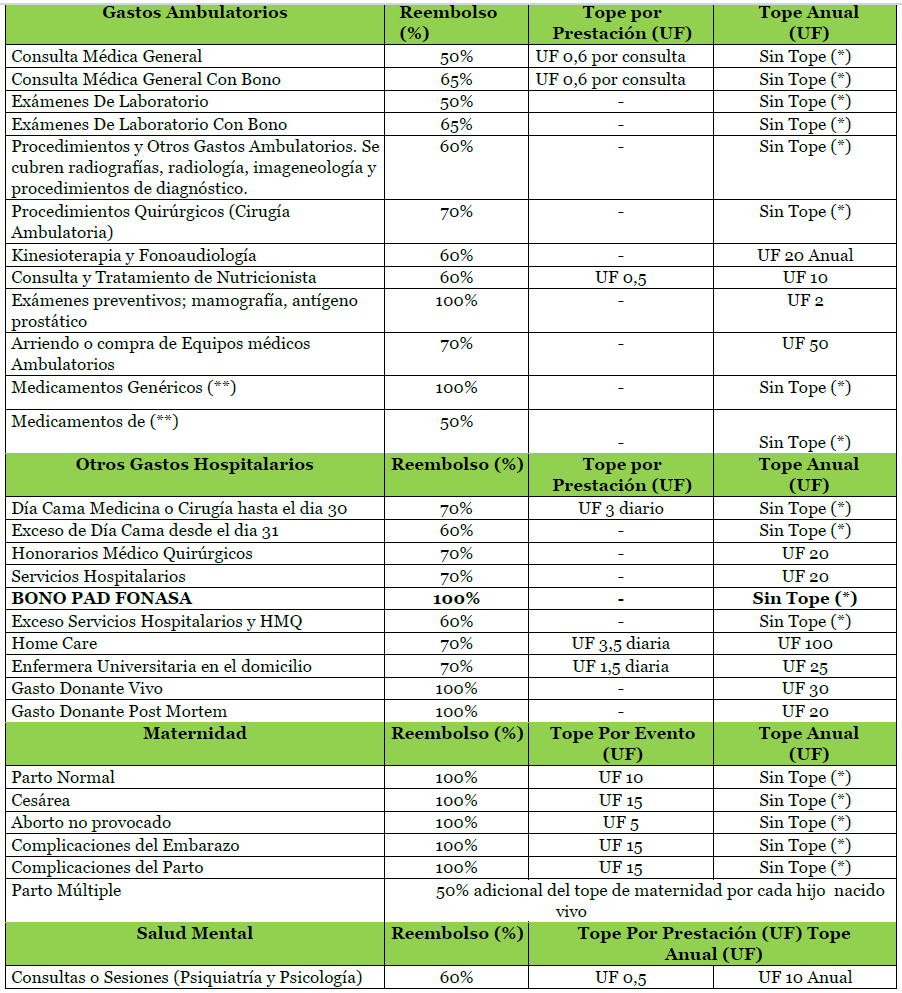 Gastos Ambulatorios Reembolso (%) Tope por Prestación (UF) Tope Anual (UF)
Consulta Médica General 50% UF 0,6 por consulta Sin Tope (*)
Consulta Médica General Con Bono 65% UF 0,6 por consulta Sin Tope (*)
Exámenes De Laboratorio 50% - Sin Tope (*)
Exámenes De Laboratorio Con Bono 65% - Sin Tope (*)
Procedimientos y Otros Gastos Ambulatorios. Se 60% - Sin Tope (*)
cubren radiografías, radiología, imageneología y
procedimientos de diagnóstico.
Procedimientos Quirúrgicos (Cirugía 70% - Sin Tope (*)
Ambulatoria)
Kinesioterapia y Fonoaudiología 60% - UF 20 Anual
Consulta y Tratamiento de Nutricionista 60% UF 0,5 UF 10
Exámenes preventivos; mamografía, antígeno 100% - UF 2
prostático
Arriendo o compra de Equipos médicos 70% - UF 50
Ambulatorios
Medicamentos Genéricos (**) 100% - Sin Tope (*)
Medicamentos de (**) 50%
- Sin Tope (*)
Otros Gastos Hospitalarios Reembolso (%) Tope por Prestación (UF) Tope Anual (UF)
Día Cama Medicina o Cirugía hasta el dia 30 70% UF 3 diario Sin Tope (*)
Exceso de Día Cama desde el dia 31 60% - Sin Tope (*)
Honorarios Médico Quirúrgicos 70% - UF 20
Servicios Hospitalarios 70% - UF 20
BONO PAD FONASA 100% - Sin Tope (*)
Exceso Servicios Hospitalarios y HMQ 60% - Sin Tope (*)
Home Care 70% UF 3,5 diaria UF 100
Enfermera Universitaria en el domicilio 70% UF 1,5 diaria UF 25
Gasto Donante Vivo 100% - UF 30
Gasto Donante Post Mortem 100% - UF 20
Maternidad Reembolso (%) Tope Por Evento (UF) Tope Anual (UF)
Parto Normal 100% UF 10 Sin Tope (*)
Cesárea 100% UF 15 Sin Tope (*)
Aborto no provocado 100% UF 5 Sin Tope (*)
Complicaciones del Embarazo 100% UF 15 Sin Tope (*)
Complicaciones del Parto 100% UF 15 Sin Tope (*)
Parto Múltiple 50% adicional del tope de maternidad por cada hijo nacido
vivo
Salud Mental Reembolso (%) Tope Por Prestación (UF) Tope
Anual (UF)
Consultas o Sesiones (Psiquiatría y Psicología) 60% UF 0,5 UF 10 Anual